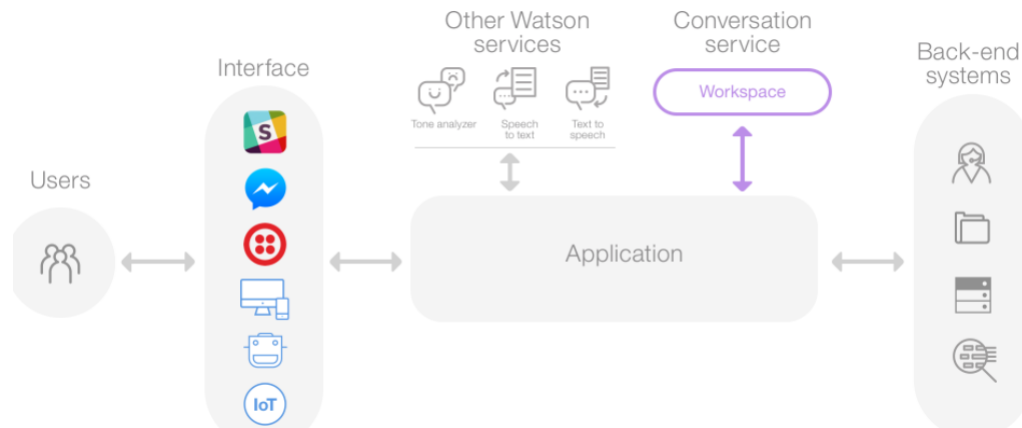 Other Watson
services
Conversation
service
Back-end
systems
Interface
Workspace
Tone analyzer
Speech
to text
Text to
speech
S
Users
Application
IoT